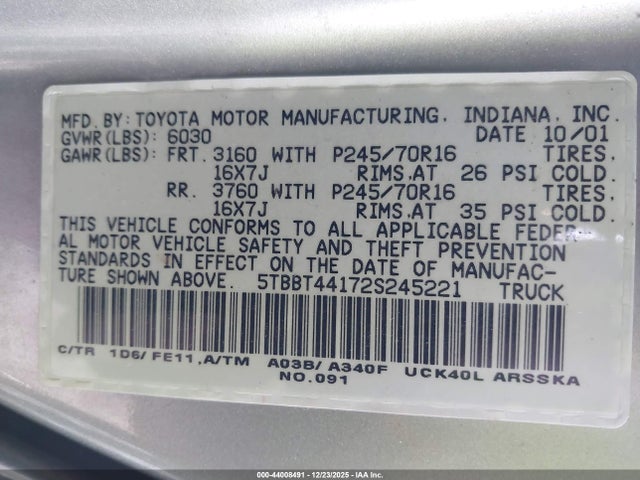 MFD. BY: TOYOTA MOTOR MANUFACTURING, INDIANA, INC.
GVWR(LBS): 6030 DATE 10/01
GAWR(LBS): FRT. 3160 WITH P245/70R16 TIRES,
16X7J RIMS,AT 26 PSI COLD.
RR. 3760 WITH P245/70R16 TIRES,
16X7J RIMS,AT 35 PSI COLD.
THIS VEHICLE CONFORMS TO ALL APPLICABLE FEDER-
AL MOTOR VEHICLE SAFETY AND THEFT PREVENTION
STANDARDS IN EFFECT ON THE DATE OF MANUFAC-
TURE SHOWN ABOVE. 5TBBT44172S245221 TRUCK
C/TR 1D6/ FE11,A/TM A03B/ A340F UCK40L ARSSKA
NO.091
000-44008491 - 12/23/2025 - IAA Inc.